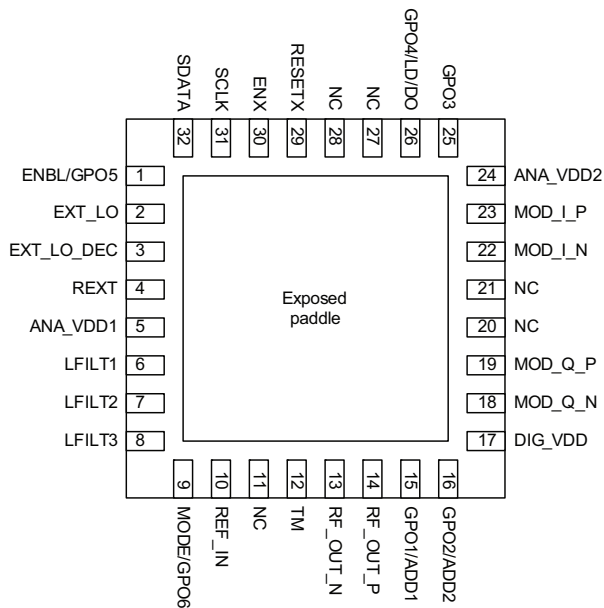 SDATA
SCLK
ENX
RESETX
NC
NC
GPO4/LD/DO
GPO3
32
31
30
29
28
27
26
25
ENBL/GPO5 1
EXT_LO 2
EXT_LO_DEC 3
REXT 4
ANA_VDD1 5
LFILT1 6
LFILT2 7
LFILT3 8
Exposed
paddle
24 ANA_VDD2
23 MOD_I_P
22 MOD_I_N
21 NC
20 NC
19 MOD_Q_P
18 MOD_Q_N
17 DIG_VDD
9
10
11
12
13
14
15
16
MODE/GPO6
REF_IN
NC
TM
RF_OUT_N
RF_OUT_P
GPO1/ADD1
GPO2/ADD2